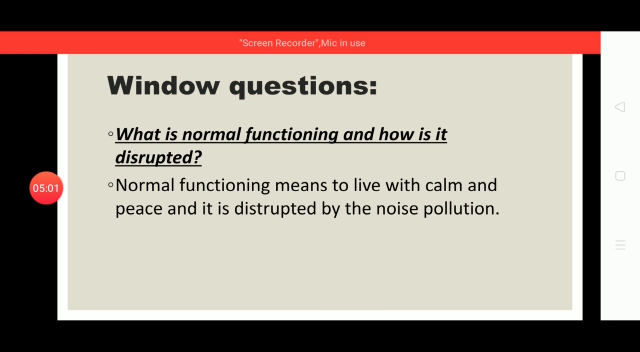 "Screen Recorder",Mic in use
Window questions:
◦What is normal functioning and how is it
disrupted?
05:01
◦Normal functioning means to live with calm and
peace and it is distrupted by the noise pollution.